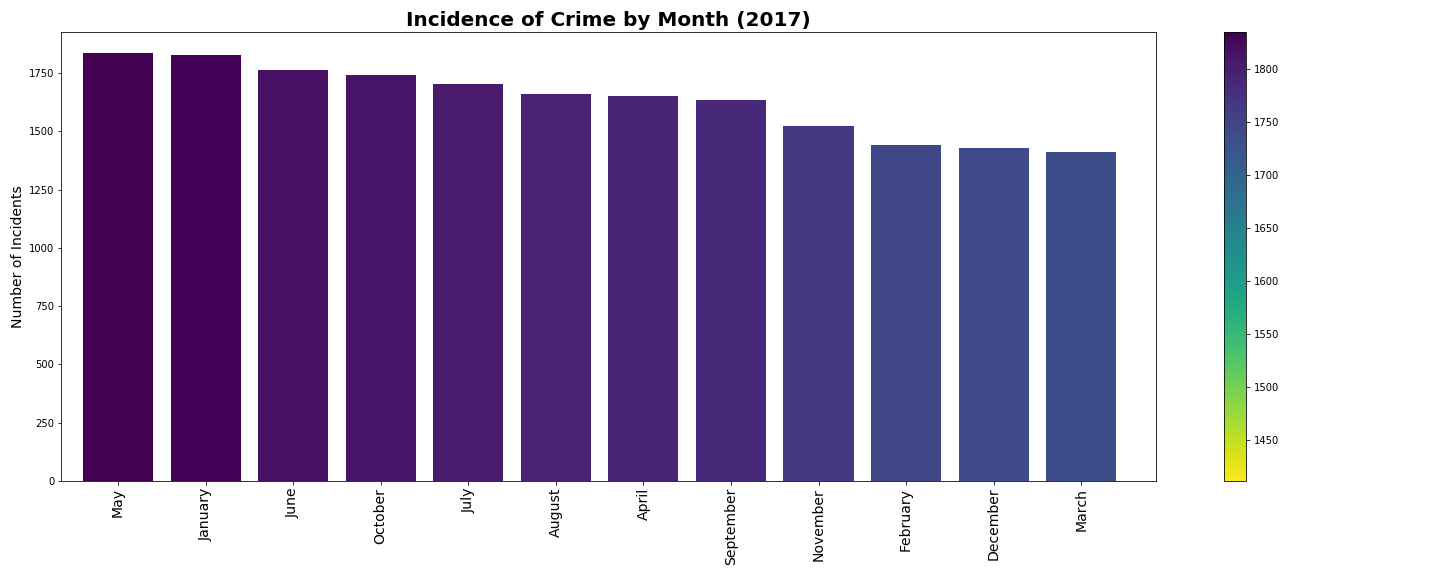 Incidence of Crime by Month (2017)
Number of Incidents
1750
1500
1250
1000
750
500
250
0
May
January
June
October
July
August
April
September
November
February
December
March
1800
1750
1700
1650
1600
1550
1500
1450